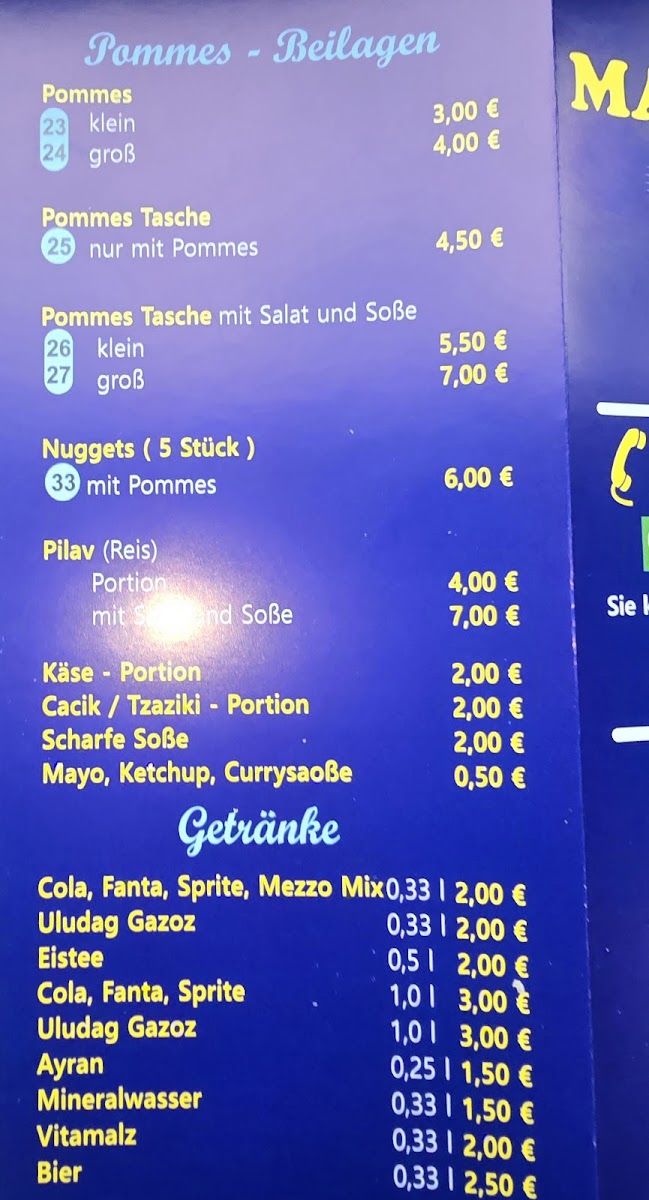 Pommes - Beilagen
Pommes
23 klein 3,00 €
24 groß 4,00 €
Pommes Tasche
25 nur mit Pommes 4,50 €
Pommes Tasche mit Salat und Soße
26 klein 5,50 €
27 groß 7,00 €
Nuggets ( 5 Stück )
33 mit Pommes 6,00 €
Pilav (Reis)
Portion 4,00 €
mit und Soße 7,00 €
Käse - Portion 2,00 €
Cacik / Tzaziki - Portion 2,00 €
Scharfe Soße 2,00 €
Mayo, Ketchup, Currysaoße 0,50 €
Getränke
Cola, Fanta, Sprite, Mezzo Mix 0,33 l 2,00 €
Uludag Gazoz 0,33 l 2,00 €
Eistee 0,5 l 2,00 €
Cola, Fanta, Sprite 1,0 l 3,00 €
Uludag Gazoz 1,0 l 3,00 €
Ayran 0,25 l 1,50 €
Mineralwasser 0,33 l 1,50 €
Vitamalz 0,33 l 2,00 €
Bier 0,33 l 2,50 €
MA
Sie